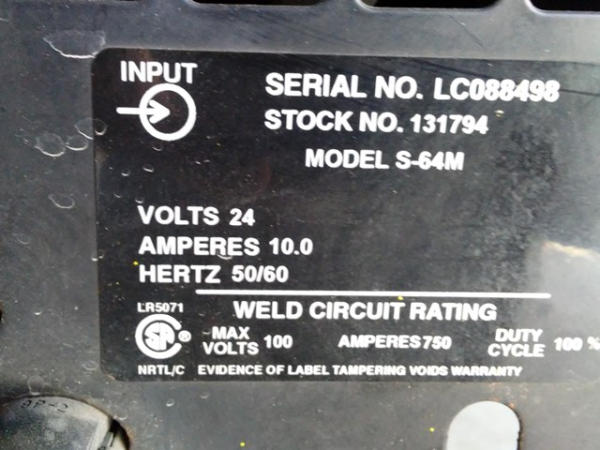 INPUT
SERIAL NO. LC088498
STOCK NO. 131794
MODEL S-64M
VOLTS 24
AMPERES 10.0
HERTZ 50/60
LR5071
WELD CIRCUIT RATING
SA ®
MAX VOLTS 100 AMPERES 750 DUTY CYCLE 100 %
NRTL/C EVIDENCE OF LABEL TAMPERING VOIDS WARRANTY